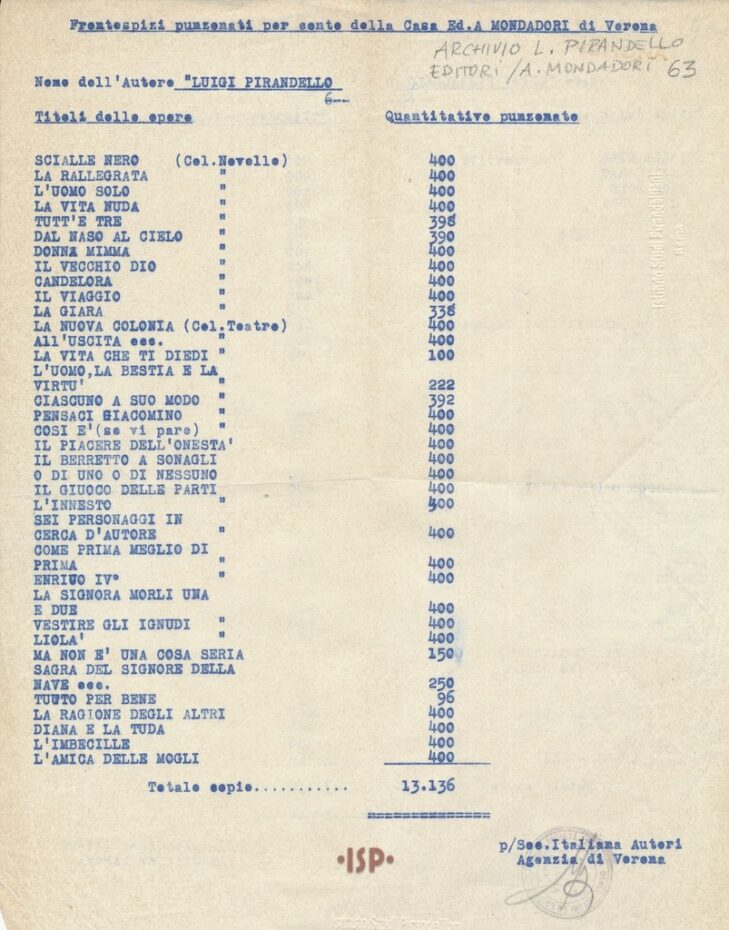 Frontespizi punzonati per conto della Casa Ed.A MONDADORI di Verona
ARCHIVIO L. PIRANDELLO
EDITORI / A. MONDADORI 63
Nome dell'Autore "LUIGI PIRANDELLO
Titoli delle opere Quantitativo punzonato
SCIALLE NERO (Col.Novelle) 400
LA RALLEGRATA " 400
L'UOMO SOLO " 400
LA VITA NUDA " 400
TUTT'E TRE " 398
DAL NASO AL CIELO " 390
DONNA MIMMA " 400
IL VECCHIO DIO " 400
CANDELORA " 400
IL VIAGGIO " 400
LA GIARA " 338
LA NUOVA COLONIA (Col.Teatro) 400
All'USCITA ecc. " 400
LA VITA CHE TI DIEDI " 100
L'UOMO,LA BESTIA E LA
VIRTU' " 222
CIASCUNO A SUO MODO " 392
PENSACI GIACOMINO " 400
COSI E'(se vi pare) " 400
IL PIACERE DELL'ONESTA' 400
IL BERRETTO A SONAGLI 400
O DI UNO O DI NESSUNO 400
IL GIUOCO DELLE PARTI 400
L'INNESTO " 400
SEI PERSONAGGI IN
CERCA D'AUTORE " 400
COME PRIMA MEGLIO DI
PRIMA " 400
ENRICO IV° " 400
LA SIGNORA MORLI UNA
E DUE 400
VESTIRE GLI IGNUDI " 400
LIOLA' " 400
MA NON E' UNA COSA SERIA 150
SAGRA DEL SIGNORE DELLA
NAVE ecc. 250
TUUTO PER BENE 96
LA RAGIONE DEGLI ALTRI 400
DIANA E LA TUDA 400
L'IMBECILLE 400
L'AMICA DELLE MOGLI 400
Totale copie........... 13.136
p/Soc.Italiana Autori
Agenzia di Verona
•ISP•